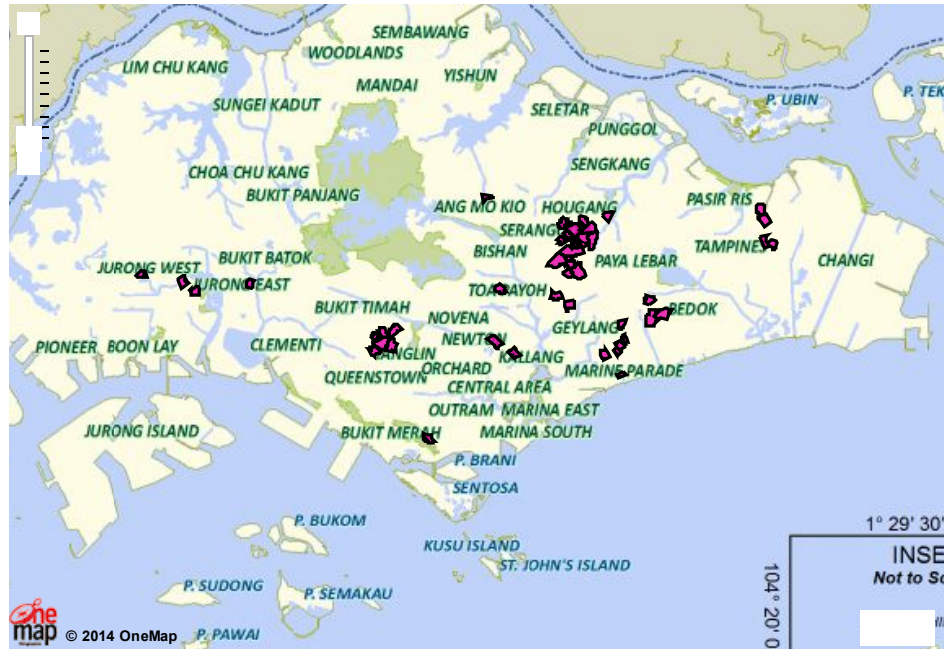 SEMBAWANG
WOODLANDS
LIM CHU KANG
YISHUN
MANDAI
P. TEK
P. UBIN
SUNGEI KADUT
SELETAR
PUNGGOL
SENGKANG
CHOA CHU KANG
BUKIT PANJANG
PASIR RIS
ANG MO KIO
HOUGANG
SERANG
BISHAN
TAMPINES
BUKIT BATOK
PAYA LEBAR
CHANGI
JURONG WEST
JURONG EAST
TOA PAYOH
BUKIT TIMAH
BEDOK
NOVENA
GEYLANG
NEWTON
PIONEER
BOON LAY
CLEMENTI
TANGLIN
KALLANG
ORCHARD
MARINE PARADE
QUEENSTOWN
CENTRAL AREA
OUTRAM
MARINA EAST
JURONG ISLAND
BUKIT MERAH
MARINA SOUTH
P. BRANI
SENTOSA
P. BUKOM
1° 29' 30'
KUSU ISLAND
INSE
ST. JOHN'S ISLAND
Not to Sc
104° 20' 0
P. SUDONG
P. SEMAKAU
One
map
© 2014 OneMap
P. PAWAI